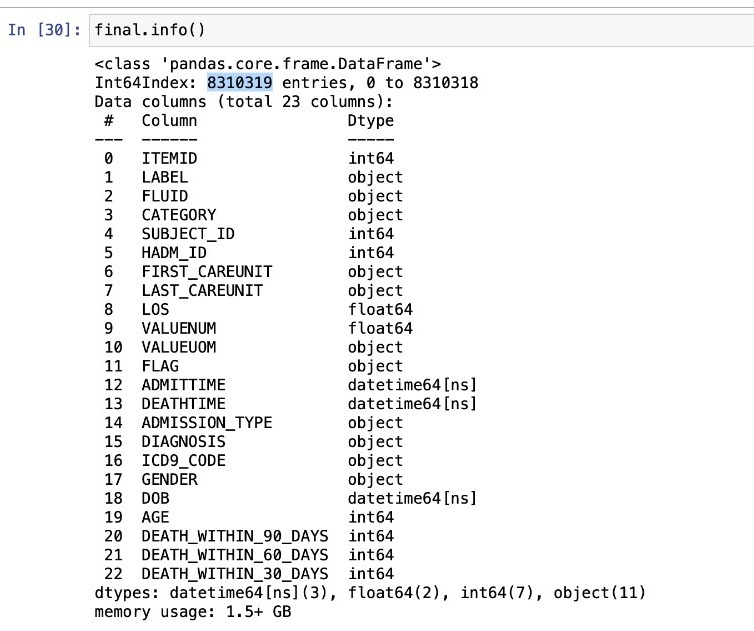 In [30]: final.info()
<class 'pandas.core.frame.DataFrame'>
Int64Index: 8310319 entries, 0 to 8310318
Data columns (total 23 columns):
 #   Column                Dtype
---  ------                -----
 0   ITEMID                int64
 1   LABEL                 object
 2   FLUID                 object
 3   CATEGORY              object
 4   SUBJECT_ID            int64
 5   HADM_ID               int64
 6   FIRST_CAREUNIT        object
 7   LAST_CAREUNIT         object
 8   LOS                   float64
 9   VALUENUM              float64
 10  VALUEUOM              object
 11  FLAG                  object
 12  ADMITTIME             datetime64[ns]
 13  DEATHTIME             datetime64[ns]
 14  ADMISSION_TYPE        object
 15  DIAGNOSIS             object
 16  ICD9_CODE             object
 17  GENDER                object
 18  DOB                   datetime64[ns]
 19  AGE                   int64
 20  DEATH_WITHIN_90_DAYS  int64
 21  DEATH_WITHIN_60_DAYS  int64
 22  DEATH_WITHIN_30_DAYS  int64
dtypes: datetime64[ns](3), float64(2), int64(7), object(11)
memory usage: 1.5+ GB